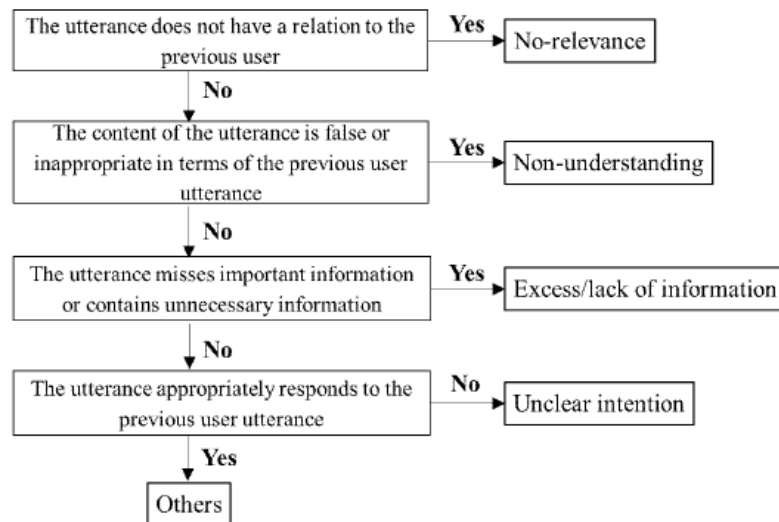 The utterance does not have a relation to the
previous user
Yes
No-relevance
No
The content of the utterance is false or
inappropriate in terms of the previous user
utterance
Yes
Non-understanding
No
The utterance misses important information
or contains unnecessary information
Yes
Excess/lack of information
No
The utterance appropriately responds to the
previous user utterance
No
Unclear intention
Yes
Others